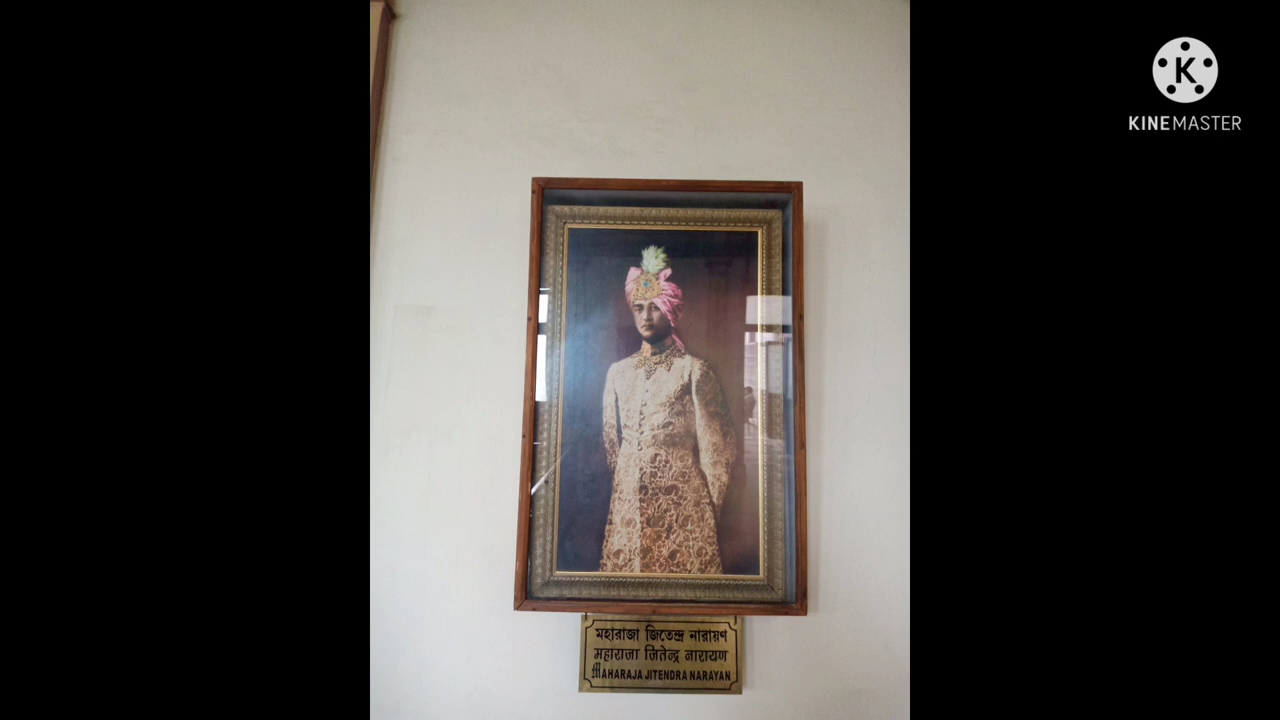 KINEMASTER
মহারাজা জিতেন্দ্র নারায়ণ
महाराजा जितेन्द्र नारायण
MAHARAJA JITENDRA NARAYAN